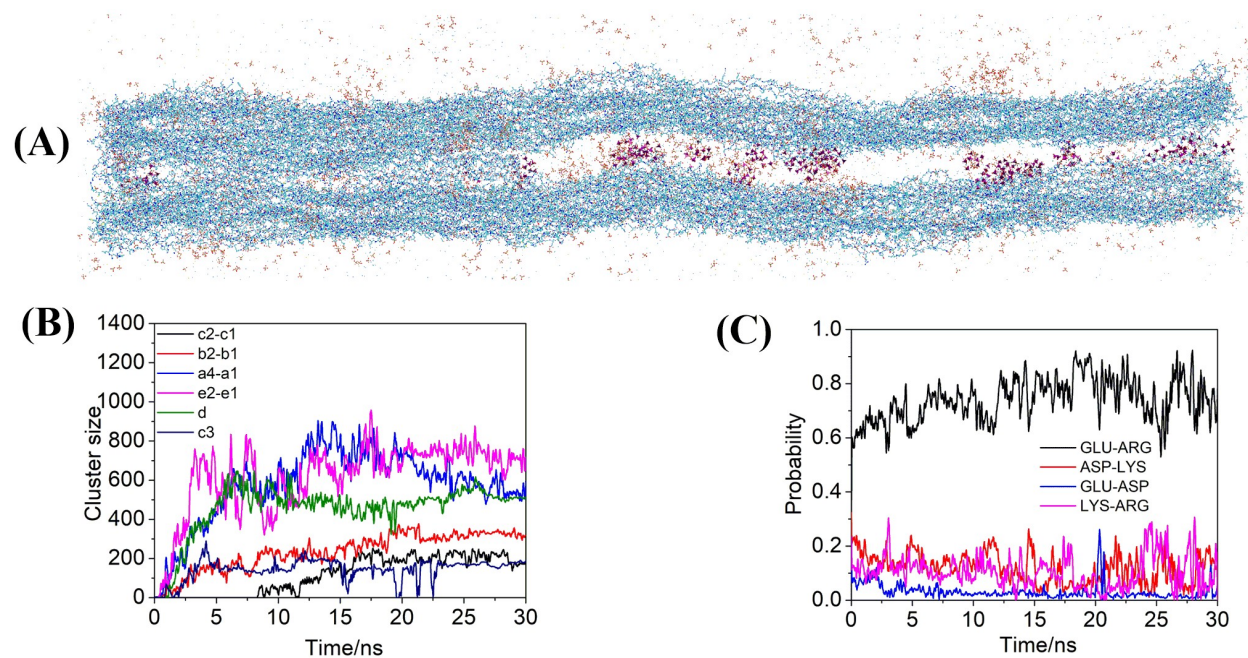 (A)
(B)
1400
1200
1000
800
600
400
200
0
Cluster size
c2-c1
b2-b1
a4-a1
e2-e1
d
c3
0 5 10 15 20 25 30
Time/ns
(C)
1.0
0.8
0.6
0.4
0.2
0.0
Probability
GLU-ARG
ASP-LYS
GLU-ASP
LYS-ARG
0 5 10 15 20 25 30
Time/ns